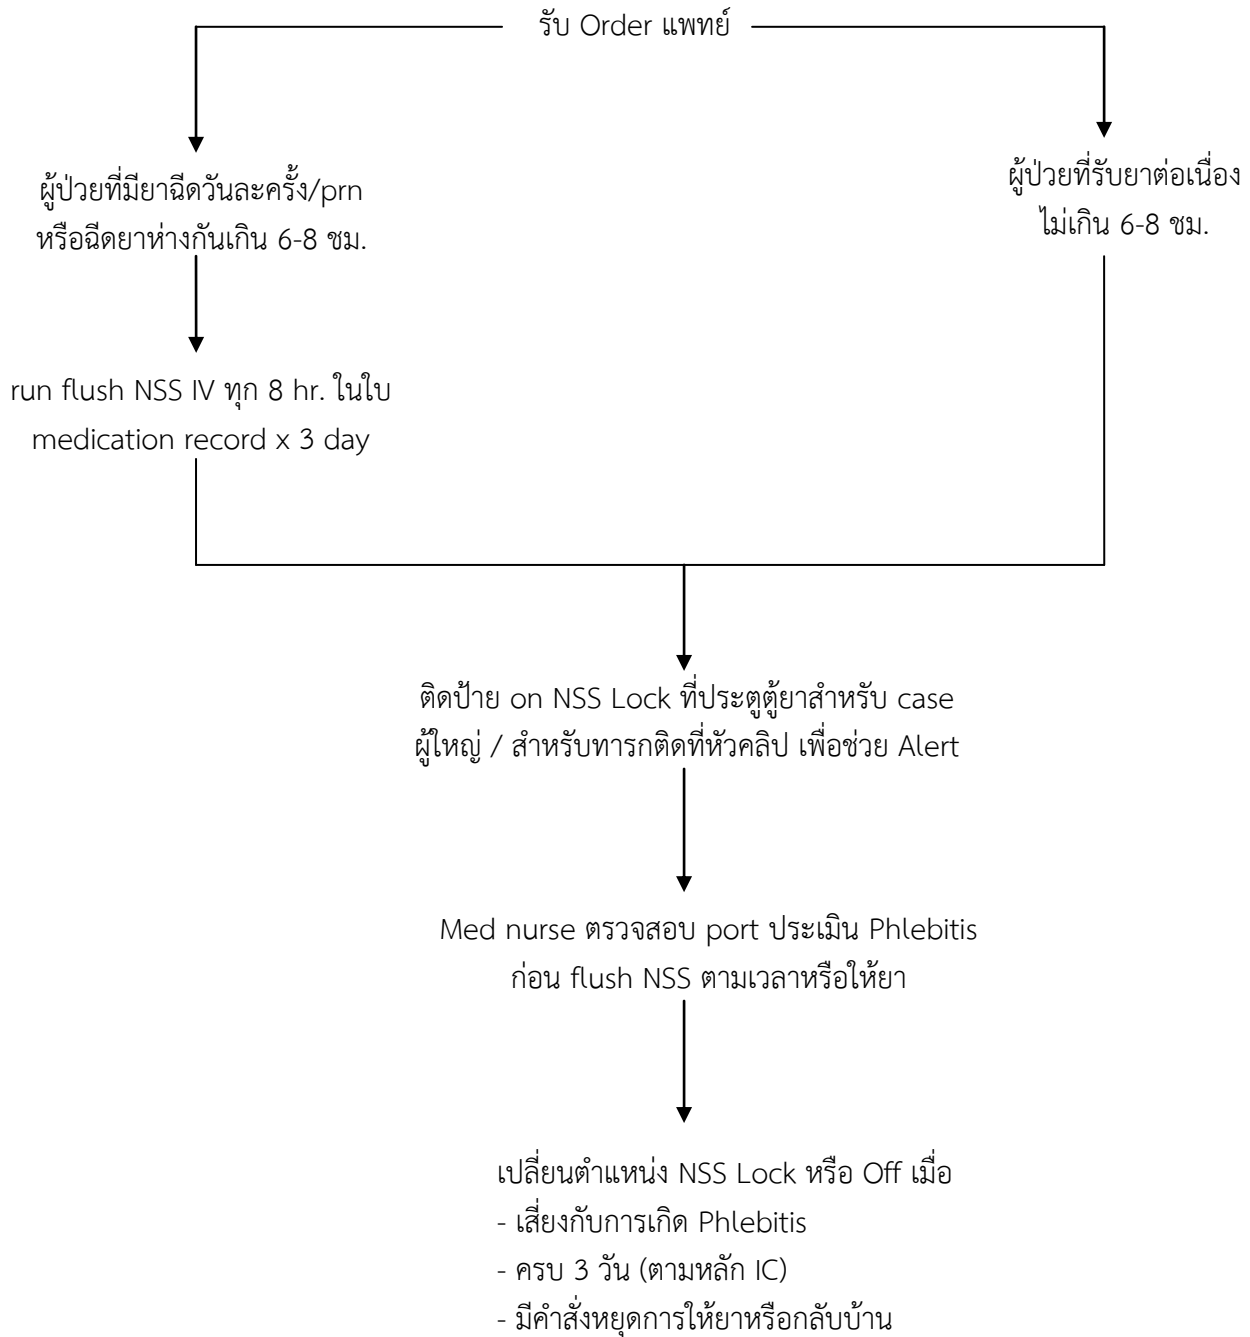 รับ Order แพทย์
ผู้ป่วยที่มียาฉีดวันละครั้ง/prn
หรือฉีดยาห่างกันเกิน 6-8 ชม.
ผู้ป่วยที่รับยาต่อเนื่อง
ไม่เกิน 6-8 ชม.
run flush NSS IV ทุก 8 hr. ในใบ
medication record x 3 day
ติดป้าย on NSS Lock ที่ประตูตู้ยาสำหรับ case
ผู้ใหญ่ / สำหรับทารกติดที่หัวคลิป เพื่อช่วย Alert
Med nurse ตรวจสอบ port ประเมิน Phlebitis
ก่อน flush NSS ตามเวลาหรือให้ยา
เปลี่ยนตำแหน่ง NSS Lock หรือ Off เมื่อ
- เสี่ยงกับการเกิด Phlebitis
- ครบ 3 วัน (ตามหลัก IC)
- มีคำสั่งหยุดการให้ยาหรือกลับบ้าน